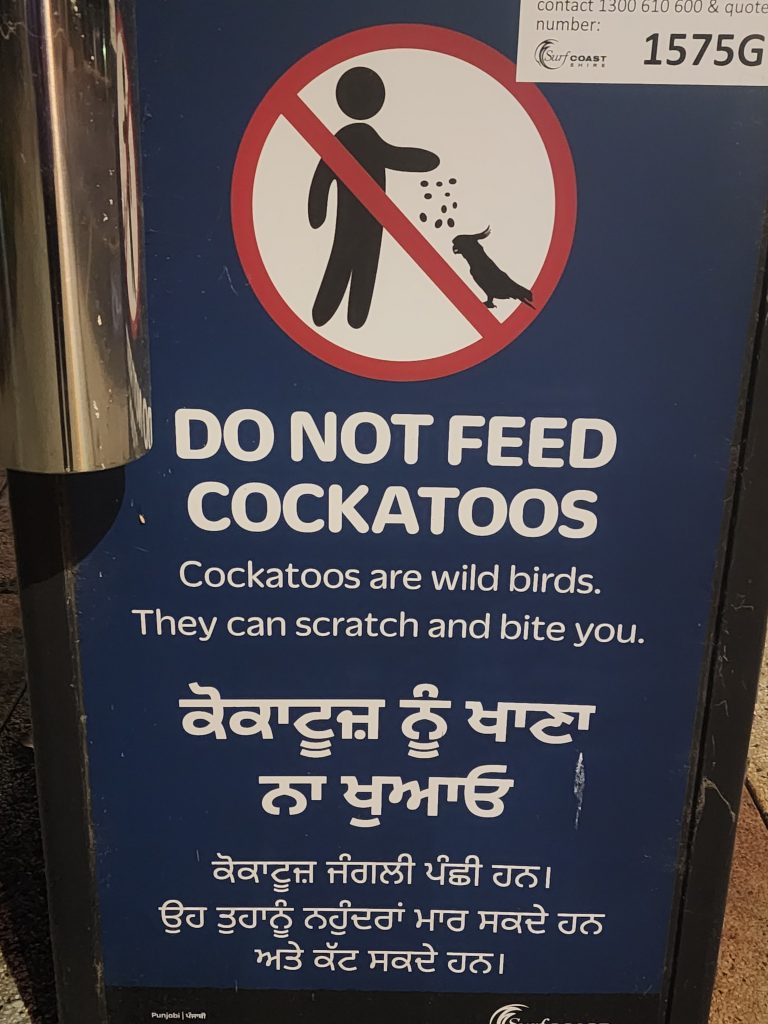 contact 1300 610 600 & quote
number:
Surf COAST
SHIRE
1575G
DO NOT FEED
COCKATOOS
Cockatoos are wild birds.
They can scratch and bite you.
ਕੋਕਾਟੂਜ਼ ਨੂੰ ਖਾਣਾ
ਨਾ ਖੁਆਓ
ਕੋਕਾਟੂਜ਼ ਜੰਗਲੀ ਪੰਛੀ ਹਨ।
ਉਹ ਤੁਹਾਨੂੰ ਨਹੁੰਦਰਾਂ ਮਾਰ ਸਕਦੇ ਹਨ
ਅਤੇ ਕੱਟ ਸਕਦੇ ਹਨ।
Punjabi | ਪੰਜਾਬੀ